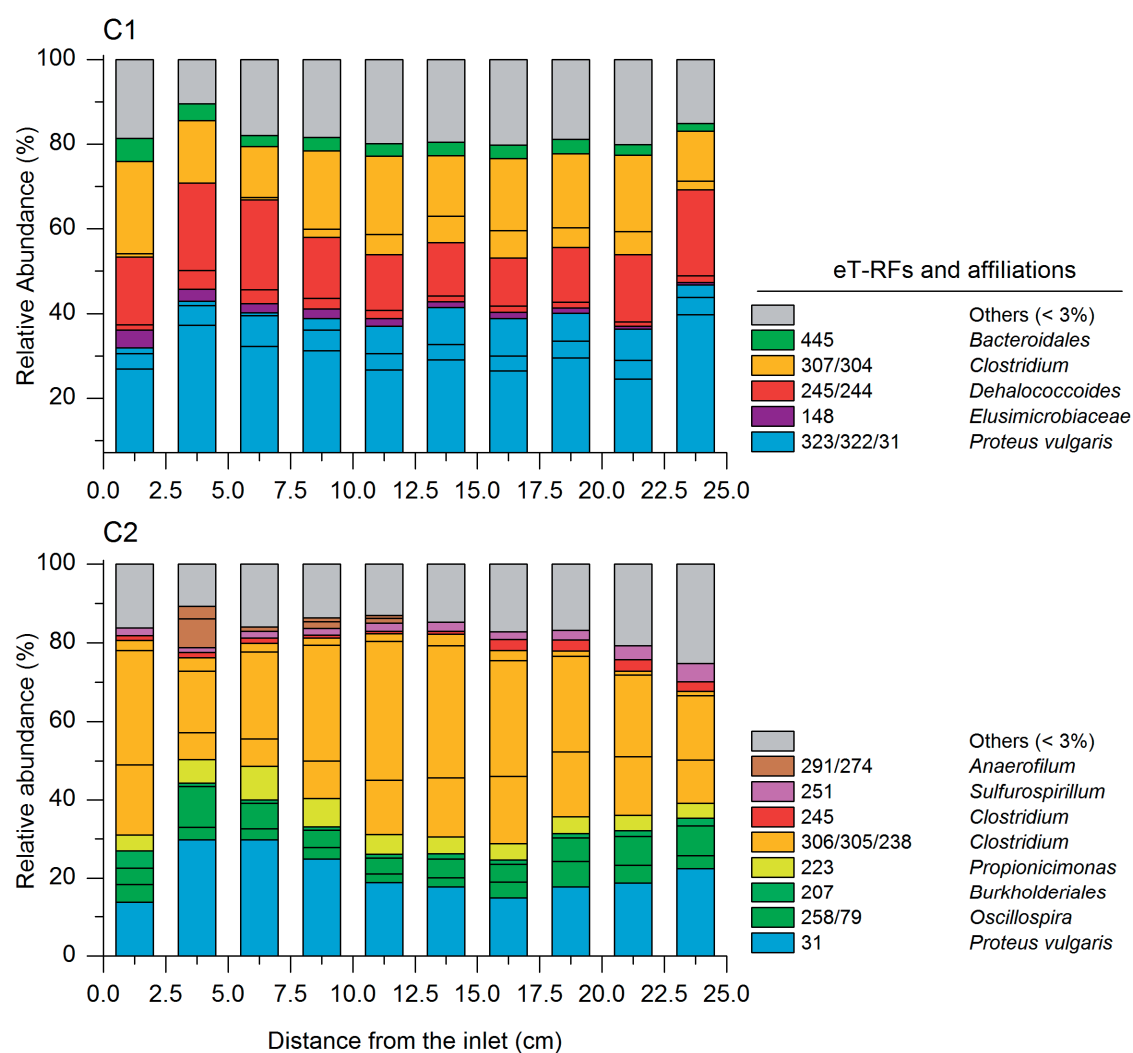 C1
100
80
60
40
20
Relative Abundance (%)
0.0 2.5 5.0 7.5 10.0 12.5 15.0 17.5 20.0 22.5 25.0
eT-RFs and affiliations
Others (< 3%)
445 Bacteroidales
307/304 Clostridium
245/244 Dehalococcoides
148 Elusimicrobiaceae
323/322/31 Proteus vulgaris
C2
100
80
60
40
20
0
Relative abundance (%)
0.0 2.5 5.0 7.5 10.0 12.5 15.0 17.5 20.0 22.5 25.0
Distance from the inlet (cm)
Others (< 3%)
291/274 Anaerofilum
251 Sulfurospirillum
245 Clostridium
306/305/238 Clostridium
223 Propionicimonas
207 Burkholderiales
258/79 Oscillospira
31 Proteus vulgaris